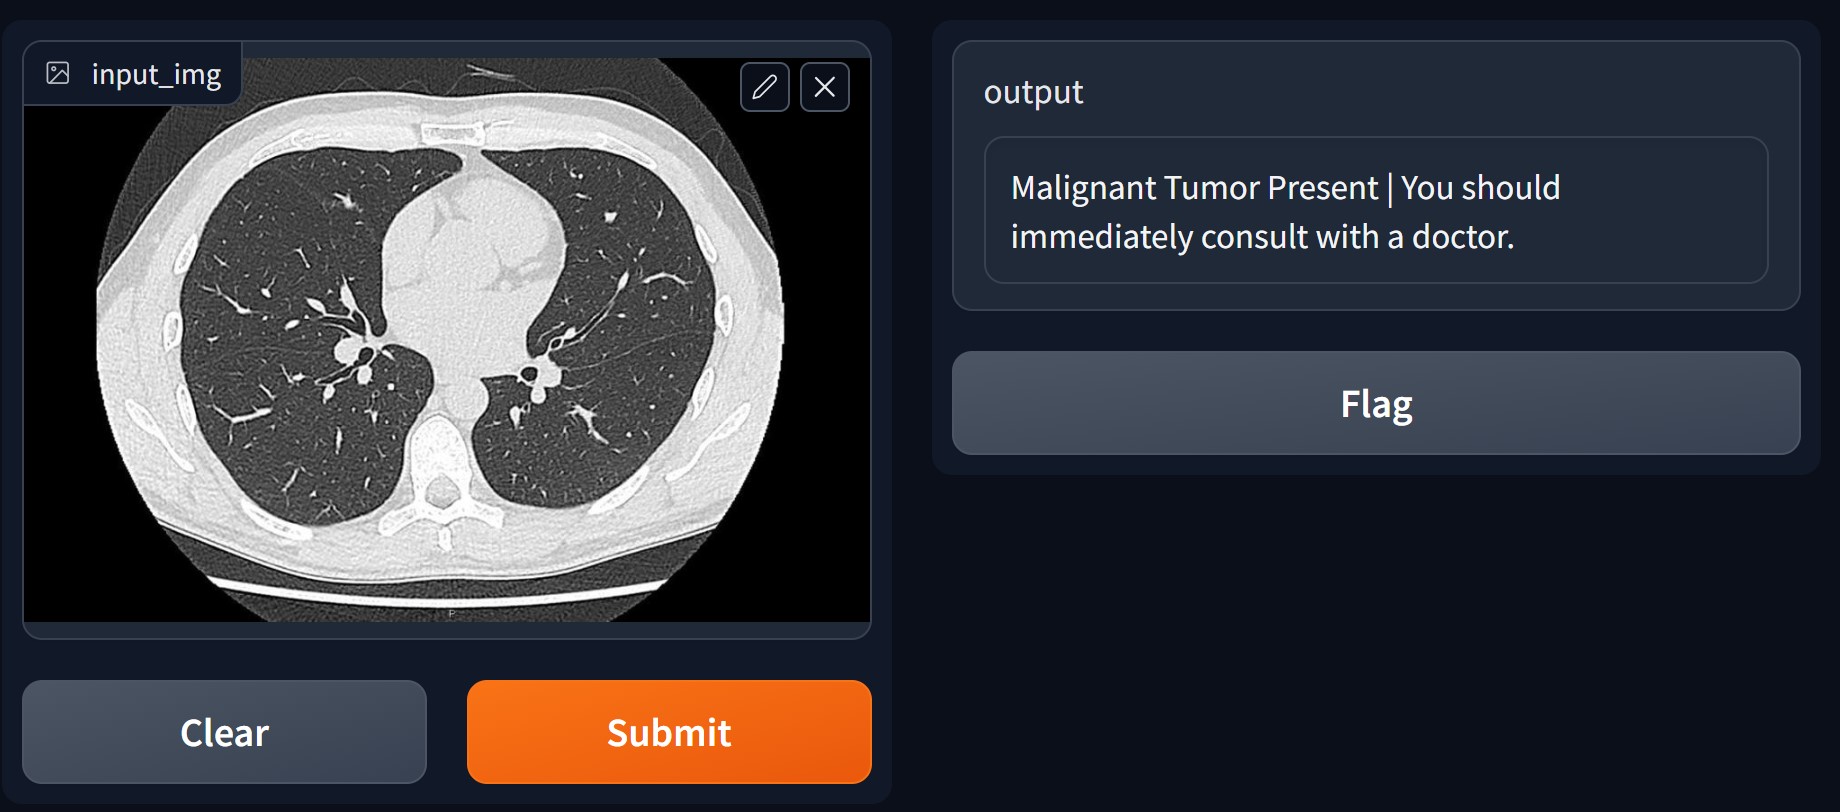 input_img
output
Malignant Tumor Present | You should
immediately consult with a doctor.
Flag
P
Clear
Submit